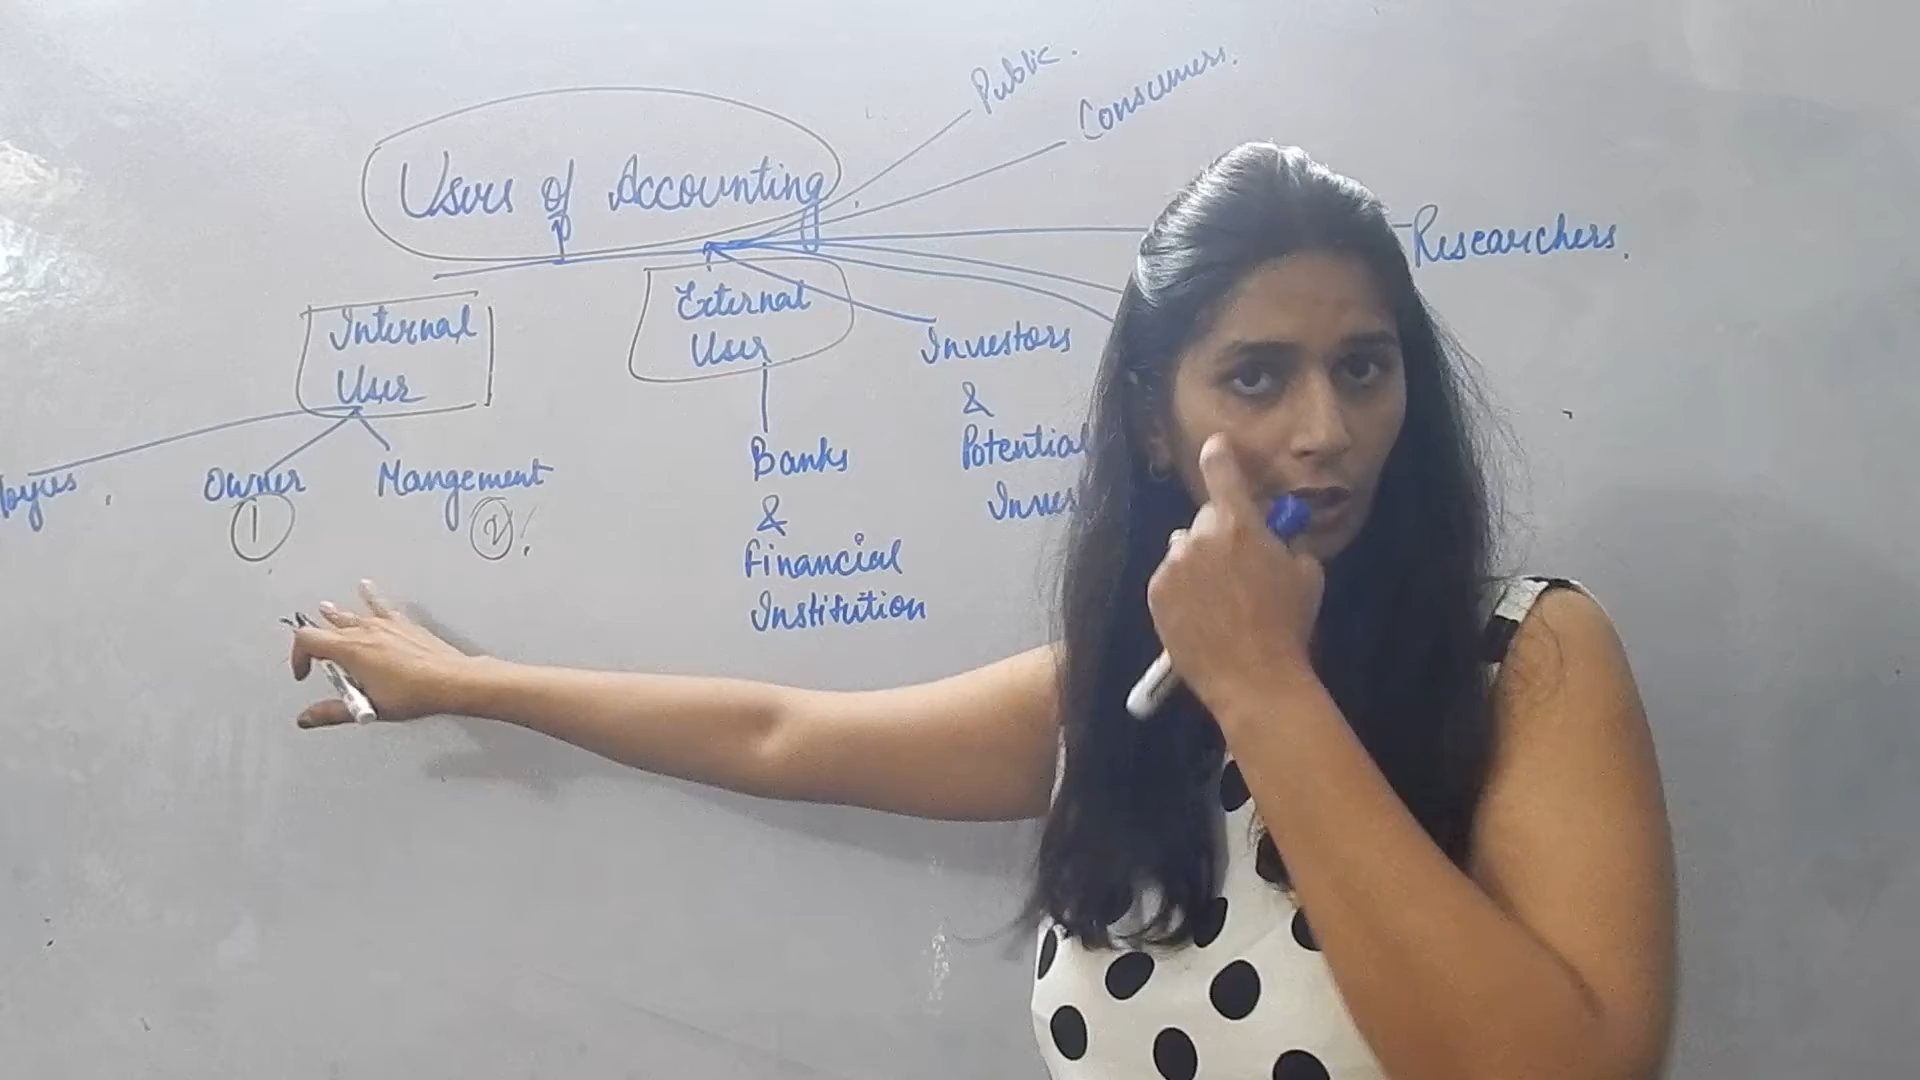 Public.
Consumers.
Users of Accounting
Researchers.
Internal
User
External
User
Investors
&
Potential
Owner
Mangement
1
2
Banks
&
Financial
Institution